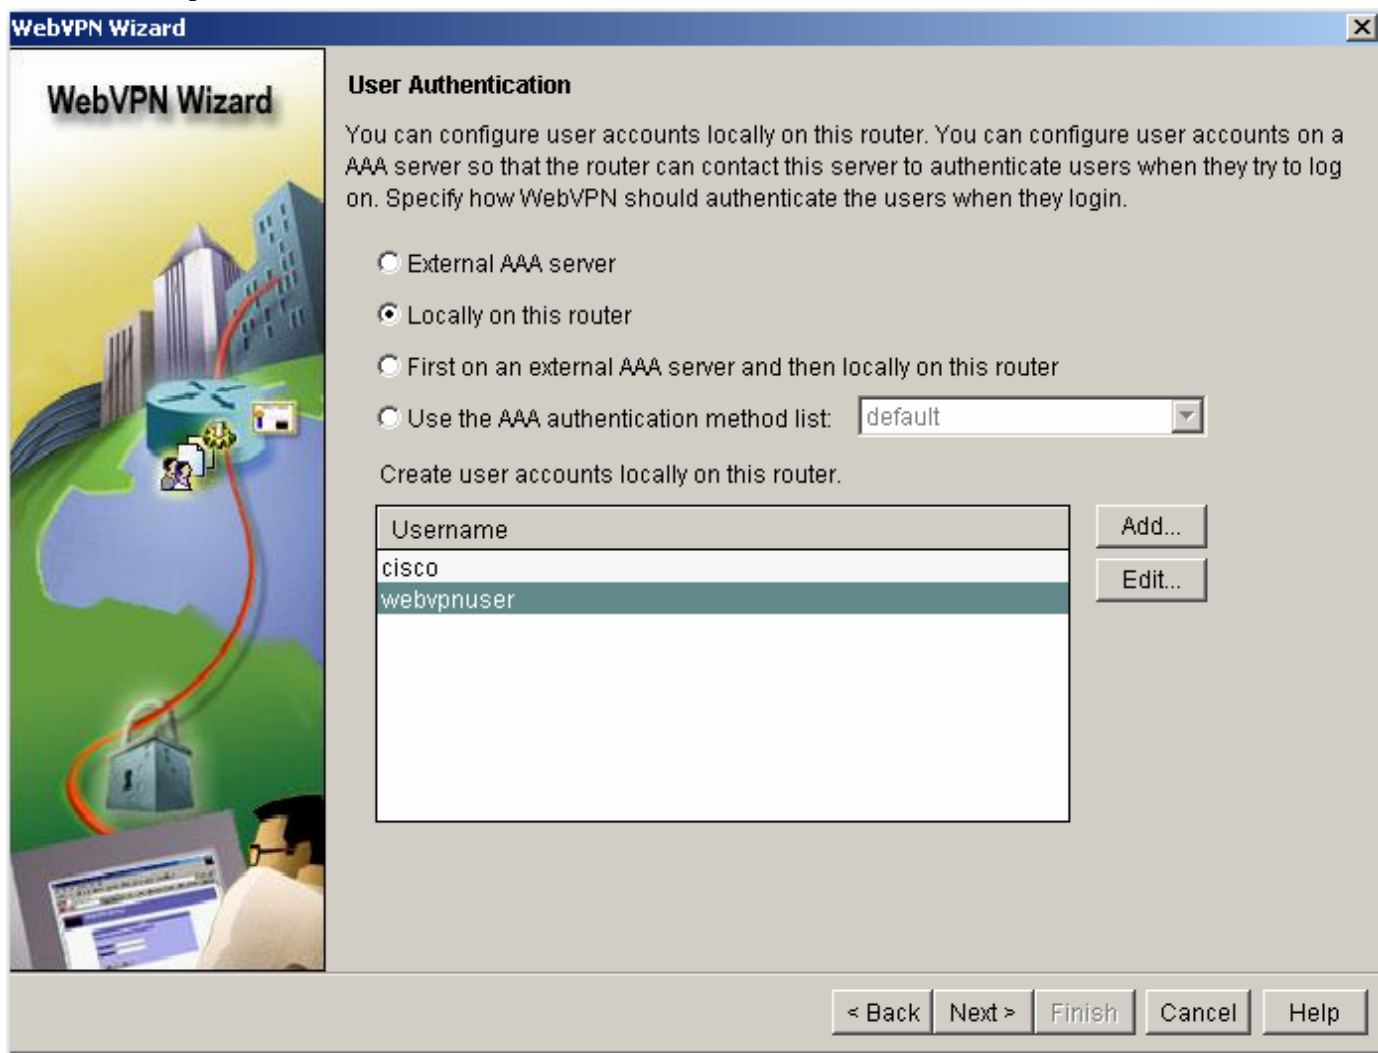 WebVPN Wizard
WebVPN Wizard
User Authentication
You can configure user accounts locally on this router. You can configure user accounts on a
AAA server so that the router can contact this server to authenticate users when they try to log
on. Specify how WebVPN should authenticate the users when they login.
External AAA server
Locally on this router
First on an external AAA server and then locally on this router
Use the AAA authentication method list: default
Create user accounts locally on this router.
Username
cisco
webvpnuser
Add...
Edit...
< Back Next > Finish Cancel Help